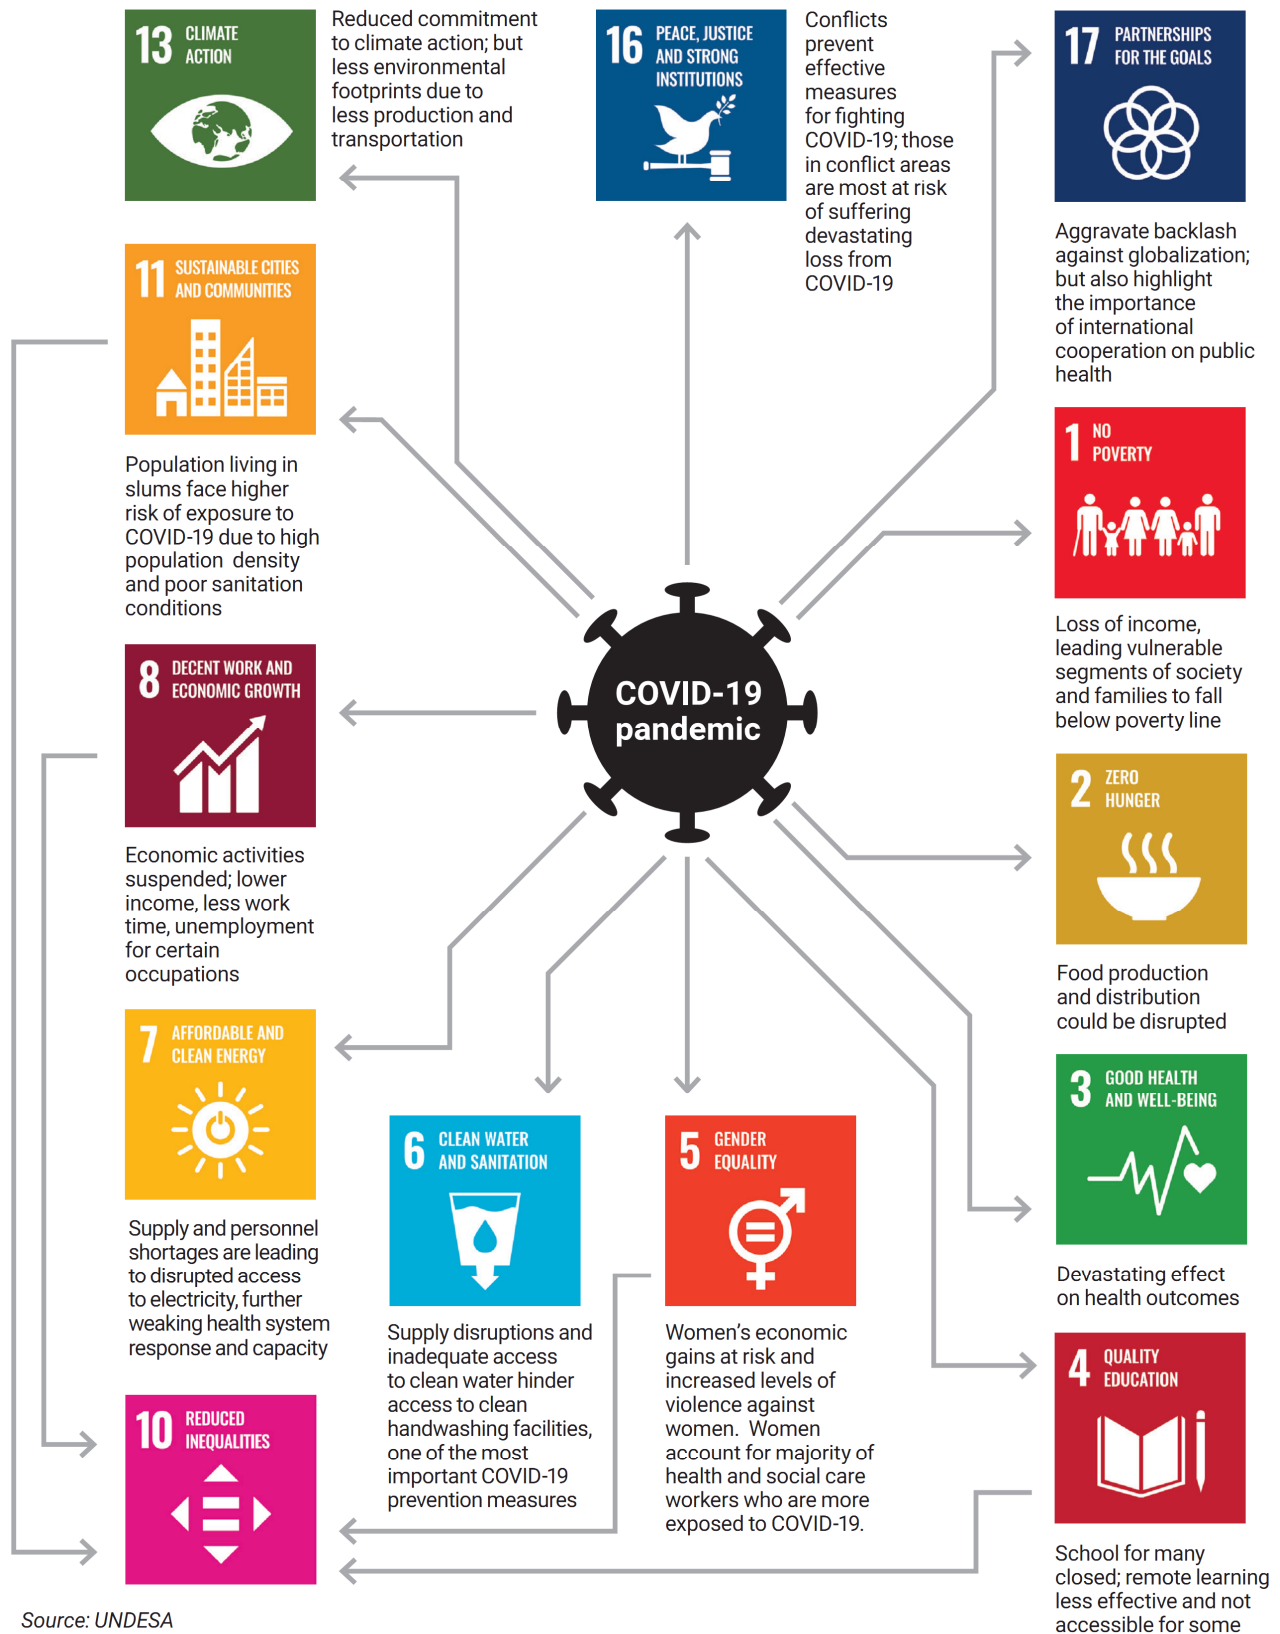 13 CLIMATE
ACTION
Reduced commitment
to climate action; but
less environmental
footprints due to
less production and
transportation
16 PEACE, JUSTICE
AND STRONG
INSTITUTIONS
Conflicts
prevent
effective
measures
for fighting
COVID-19; those
in conflict areas
are most at risk
of suffering
devastating
loss from
COVID-19
17 PARTNERSHIPS
FOR THE GOALS
Aggravate backlash
against globalization;
but also highlight
the importance
of international
cooperation on public
health
11 SUSTAINABLE CITIES
AND COMMUNITIES
Population living in
slums face higher
risk of exposure to
COVID-19 due to high
population density
and poor sanitation
conditions
1 NO
POVERTY
Loss of income,
leading vulnerable
segments of society
and families to fall
below poverty line
COVID-19
pandemic
8 DECENT WORK AND
ECONOMIC GROWTH
Economic activities
suspended; lower
income, less work
time, unemployment
for certain
occupations
2 ZERO
HUNGER
Food production
and distribution
could be disrupted
7 AFFORDABLE AND
CLEAN ENERGY
Supply and personnel
shortages are leading
to disrupted access
to electricity, further
weaking health system
response and capacity
6 CLEAN WATER
AND SANITATION
Supply disruptions and
inadequate access
to clean water hinder
access to clean
handwashing facilities,
one of the most
important COVID-19
prevention measures
5 GENDER
EQUALITY
Women's economic
gains at risk and
increased levels of
violence against
women. Women
account for majority of
health and social care
workers who are more
exposed to COVID-19.
3 GOOD HEALTH
AND WELL-BEING
Devastating effect
on health outcomes
4 QUALITY
EDUCATION
School for many
closed; remote learning
less effective and not
accessible for some
10 REDUCED
INEQUALITIES
Source: UNDESA